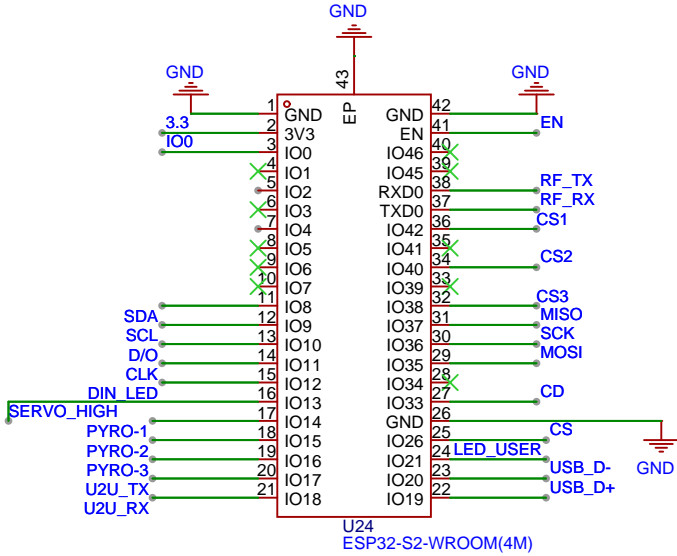 GND
43
GND
GND
1
GND
EP
GND
42
3.3
2
3V3
EN
41
EN
IO0
3
IO0
IO46
40
4
IO1
IO45
39
5
IO2
RXD0
38
RF_TX
6
IO3
TXD0
37
RF_RX
7
IO4
IO42
36
CS1
8
IO5
IO41
35
9
IO6
IO40
34
CS2
10
IO7
IO39
33
11
IO8
IO38
32
CS3
SDA
12
IO9
IO37
31
MISO
SCL
13
IO10
IO36
30
SCK
D/O
14
IO11
IO35
29
MOSI
CLK
15
IO12
IO34
28
DIN_LED
16
IO13
IO33
27
CD
SERVO_HIGH
17
IO14
GND
26
GND
PYRO-1
18
IO15
IO26
25
CS
PYRO-2
19
IO16
IO21
24
LED_USER
PYRO-3
20
IO17
IO20
23
USB_D-
U2U_TX
21
IO18
IO19
22
USB_D+
U2U_RX
U24
ESP32-S2-WROOM(4M)